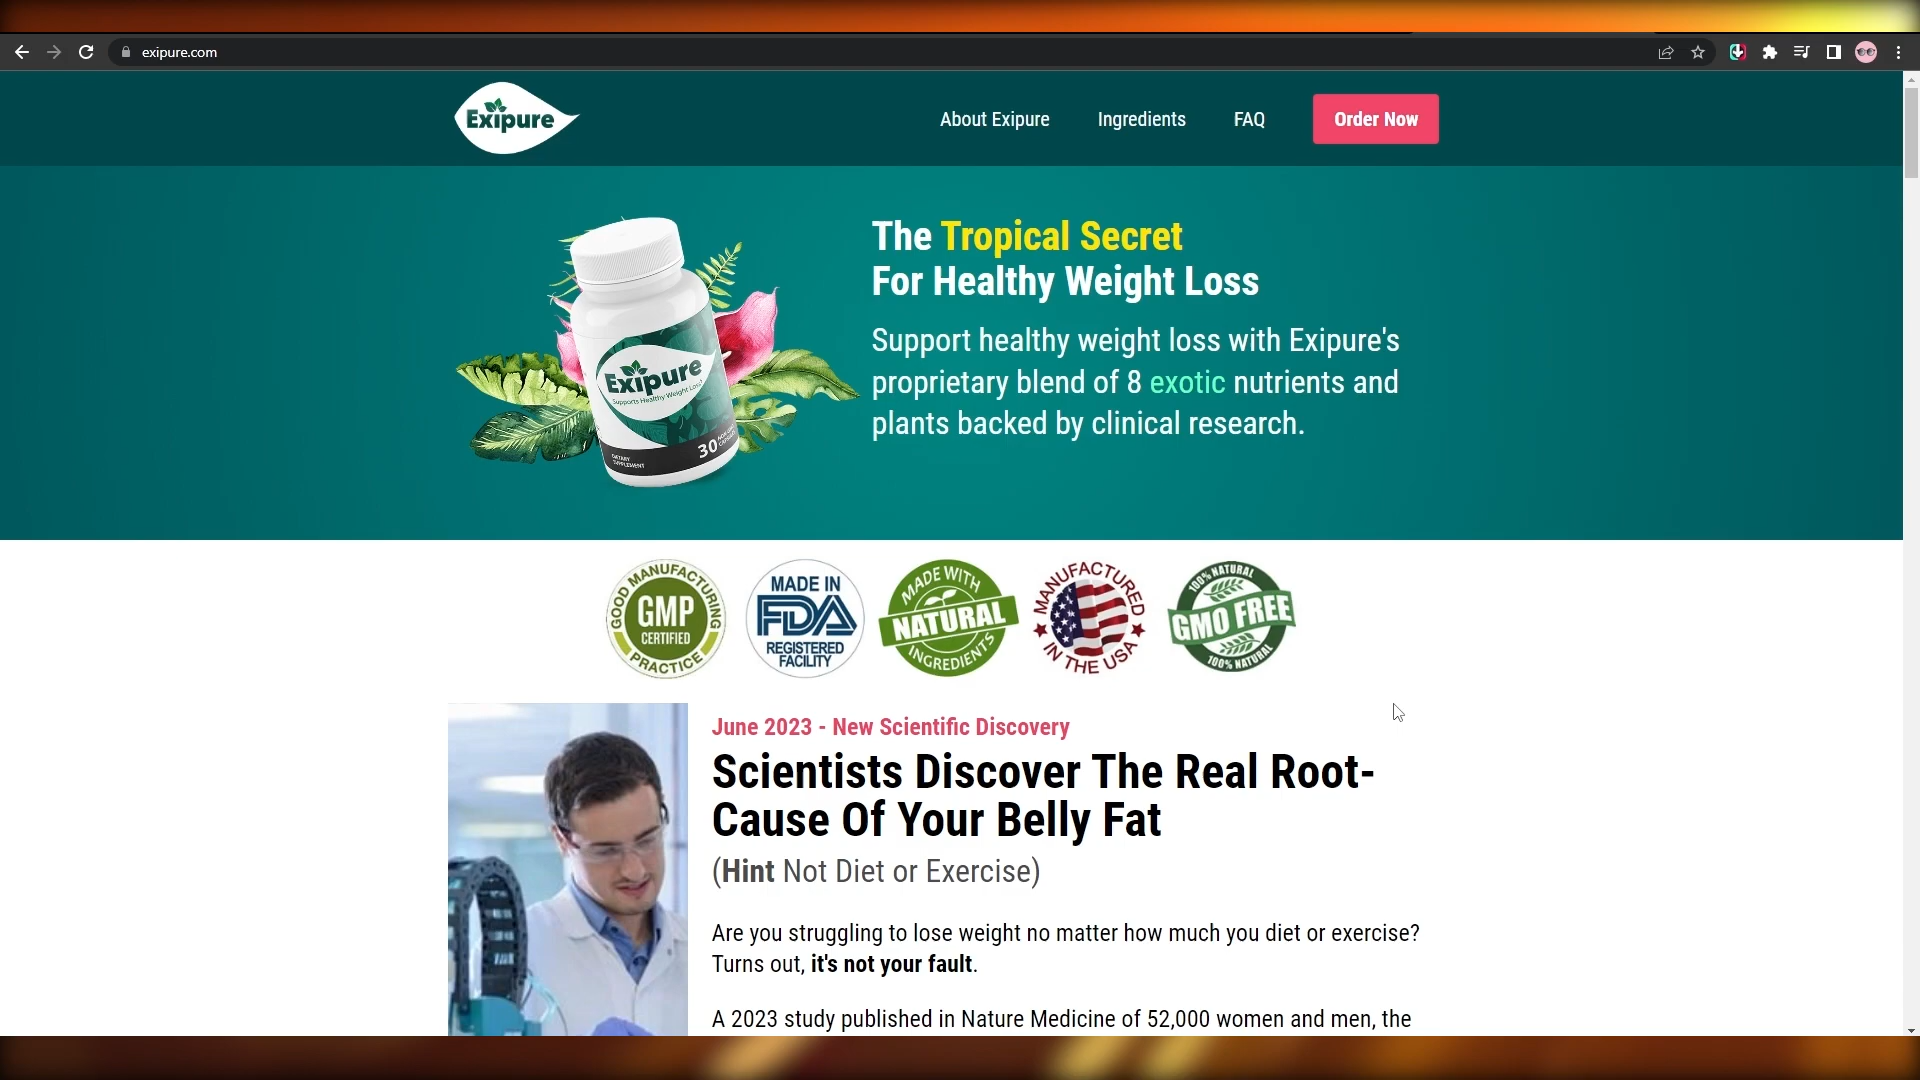 exipure.com
Exipure
About Exipure
Ingredients
FAQ
Order Now
The Tropical Secret
For Healthy Weight Loss
Support healthy weight loss with Exipure's
proprietary blend of 8 exotic nutrients and
plants backed by clinical research.
Exipure
Supports Healthy Weight Loss
DIETARY
SUPPLEMENT
30
GOOD MANUFACTURING
GMP
CERTIFIED
PRACTICE
MADE IN
FDA
REGISTERED
FACILITY
MADE WITH
NATURAL
INGREDIENTS
MANUFACTURED
IN THE USA
100% NATURAL
GMO FREE
100% NATURAL
June 2023 - New Scientific Discovery
Scientists Discover The Real Root-
Cause Of Your Belly Fat
(Hint Not Diet or Exercise)
Are you struggling to lose weight no matter how much you diet or exercise?
Turns out, it's not your fault.
A 2023 study published in Nature Medicine of 52,000 women and men, the